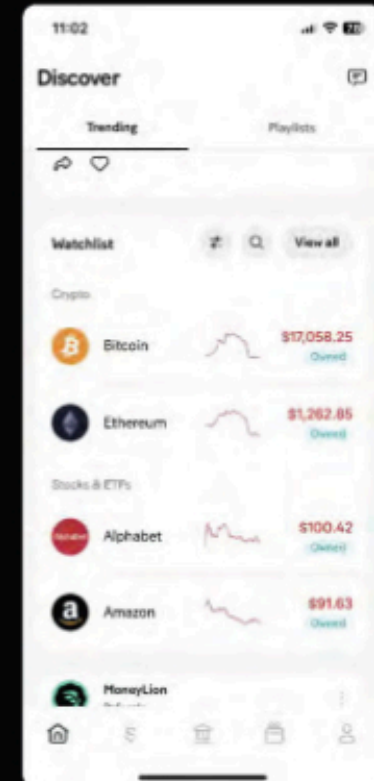 11:02
Discover
Trending
Playlists
Watchlist
View all
Crypto
Bitcoin
$17,058.25
Owned
Ethereum
$1,262.85
Owned
Stocks & ETFs
Alphabet
$100.42
Owned
Amazon
$91.63
Owned
MoneyLion